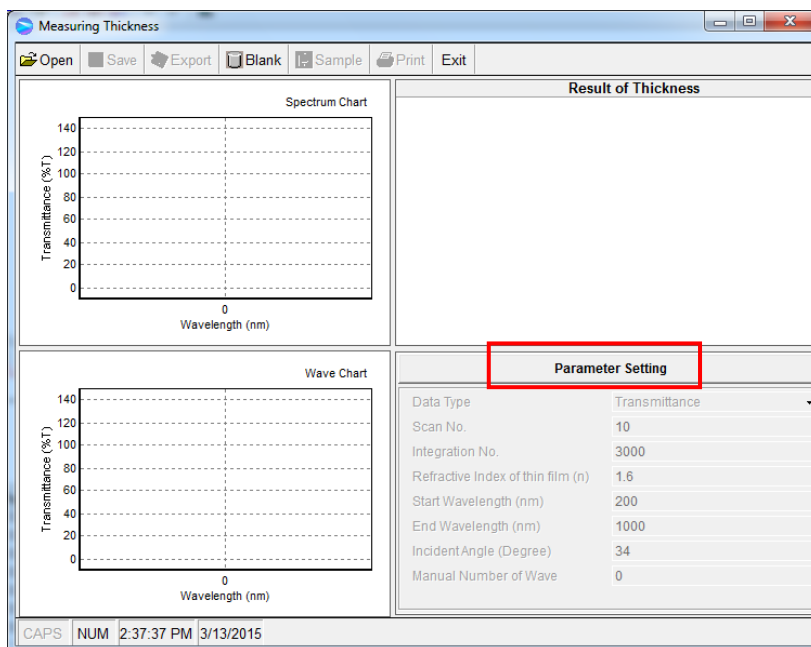 Measuring Thickness
Open Save Export Blank Sample Print Exit
Spectrum Chart
Transmittance (%T)
140
120
100
80
60
40
20
0
0
Wavelength (nm)
Result of Thickness
Wave Chart
Transmittance (%T)
140
120
100
80
60
40
20
0
0
Wavelength (nm)
Parameter Setting
Data Type Transmittance
Scan No. 10
Integration No. 3000
Refractive Index of thin film (n) 1.6
Start Wavelength (nm) 200
End Wavelength (nm) 1000
Incident Angle (Degree) 34
Manual Number of Wave 0
CAPS NUM 2:37:37 PM 3/13/2015